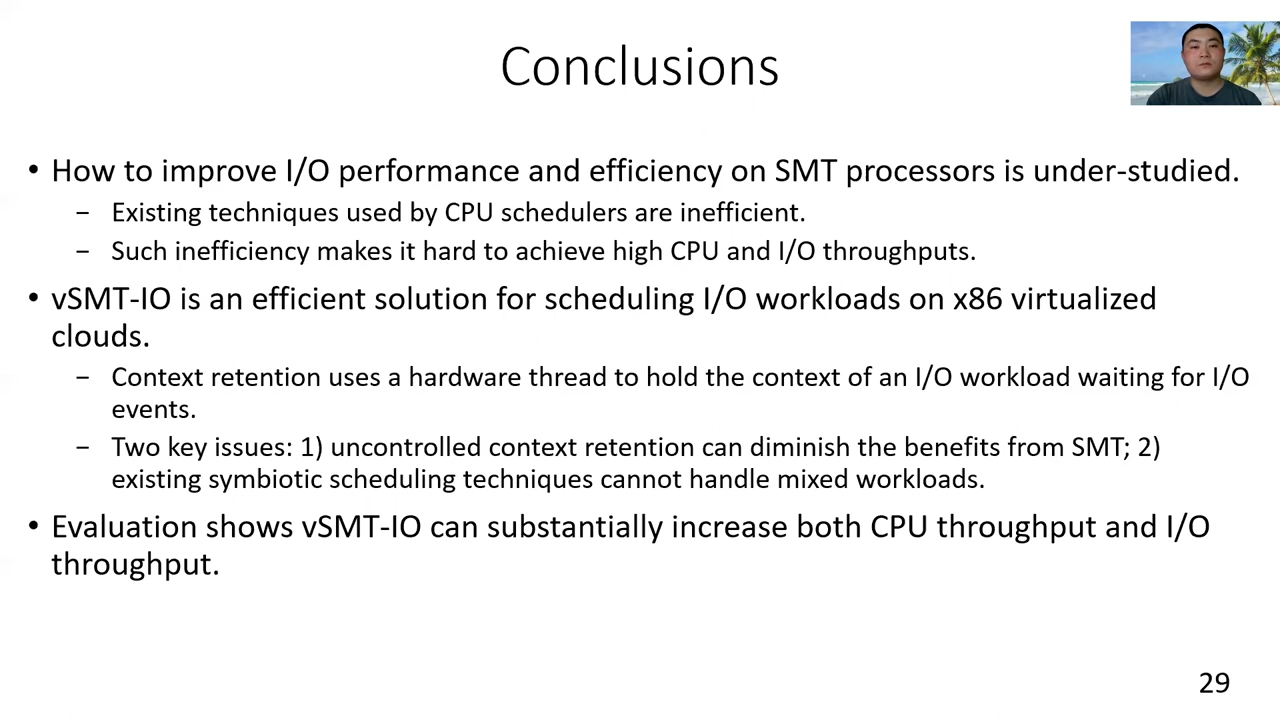 Conclusions
• How to improve I/O performance and efficiency on SMT processors is under-studied.
– Existing techniques used by CPU schedulers are inefficient.
– Such inefficiency makes it hard to achieve high CPU and I/O throughputs.
• vSMT-IO is an efficient solution for scheduling I/O workloads on x86 virtualized
clouds.
– Context retention uses a hardware thread to hold the context of an I/O workload waiting for I/O
events.
– Two key issues: 1) uncontrolled context retention can diminish the benefits from SMT; 2)
existing symbiotic scheduling techniques cannot handle mixed workloads.
• Evaluation shows vSMT-IO can substantially increase both CPU throughput and I/O
throughput.
29